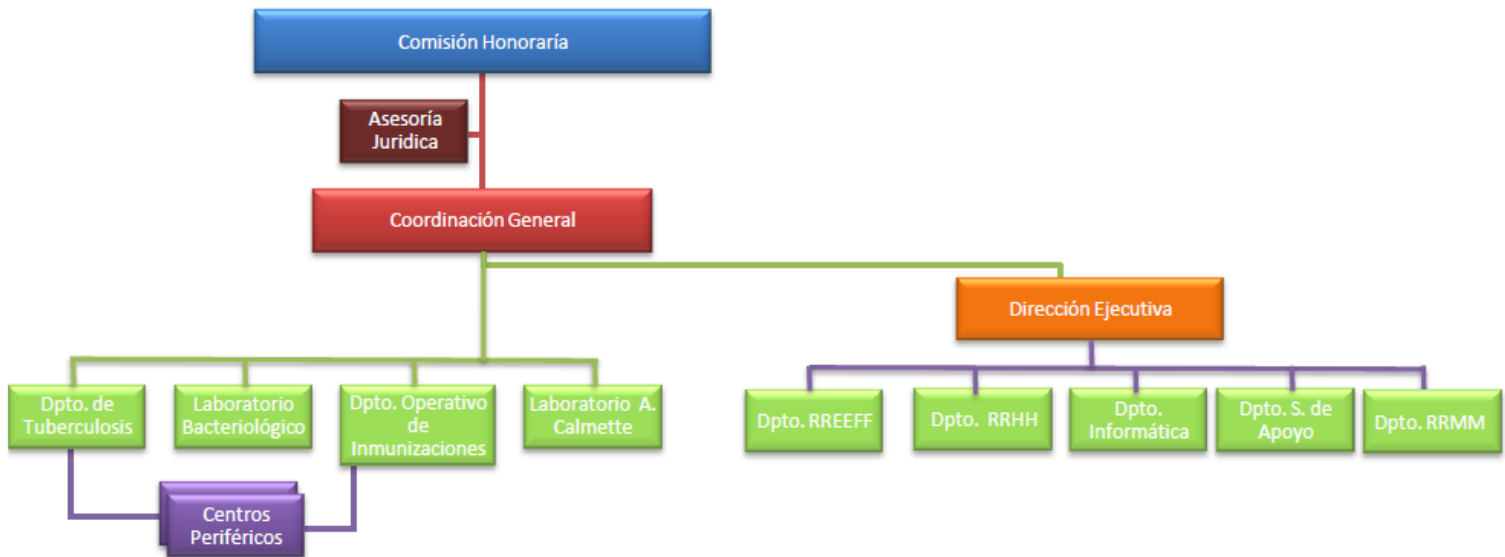 Comisión Honoraría
Asesoría
Juridica
Coordinación General
Dirección Ejecutiva
Dpto. de
Tuberculosis
Laboratorio
Bacteriológico
Dpto. Operativo
de
Inmunizaciones
Laboratorio A.
Calmette
Dpto. RREEFF
Dpto. RRHH
Dpto.
Informática
Dpto. S. de
Apoyo
Dpto. RRMM
Centros
Periféricos